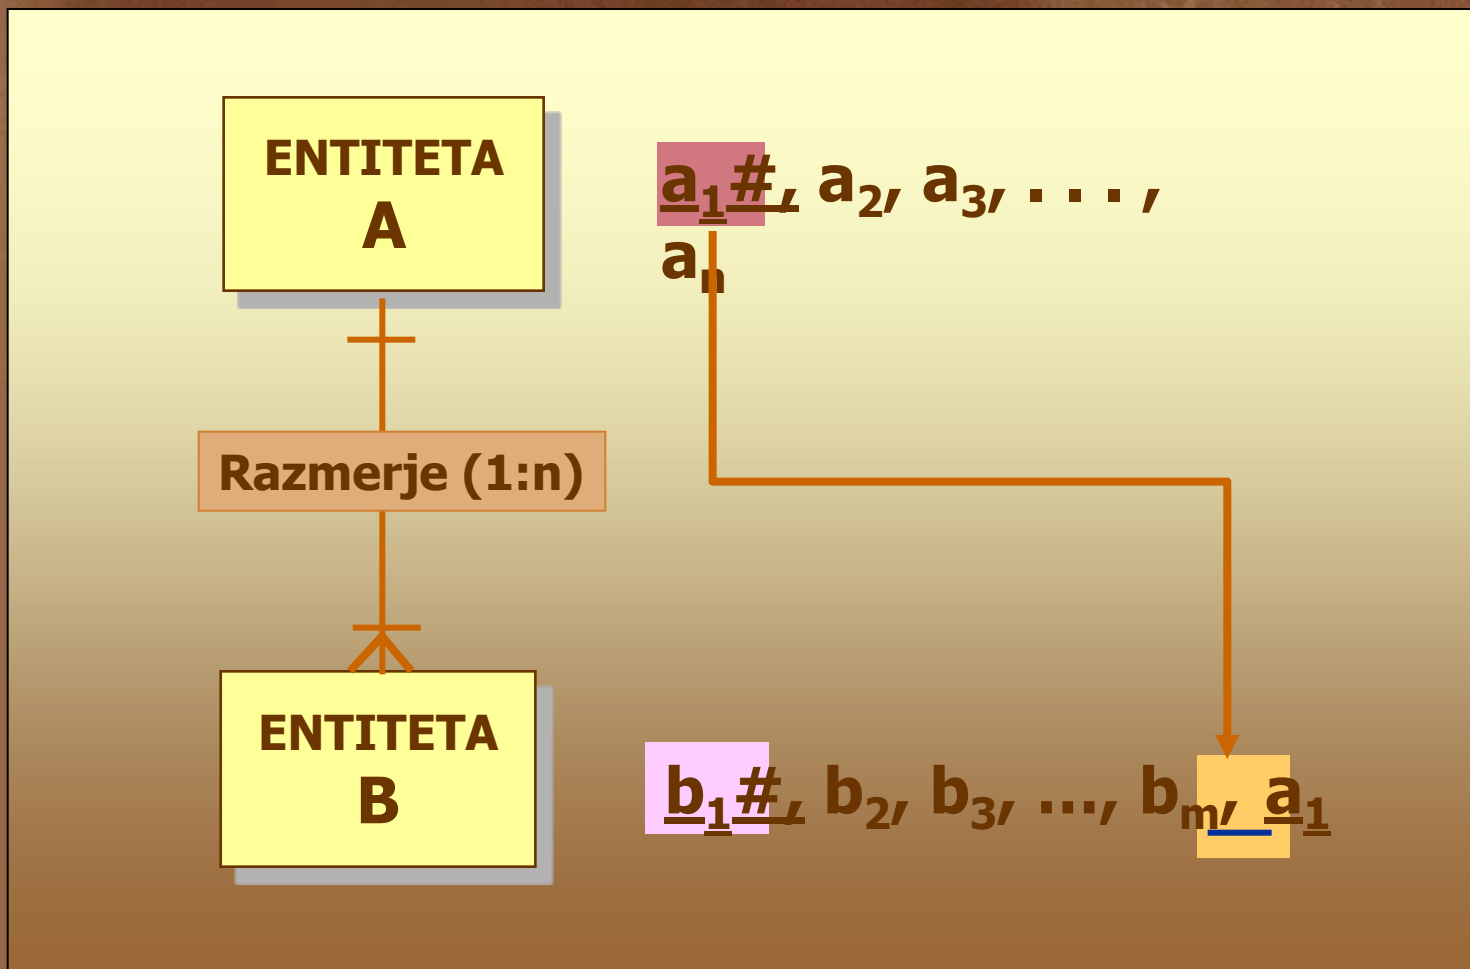 ENTITETA
A
a₁#, a₂, a₃, . . . ,
aₙ
Razmerje (1:n)
ENTITETA
B
b₁#, b₂, b₃, ..., bₘ, a₁